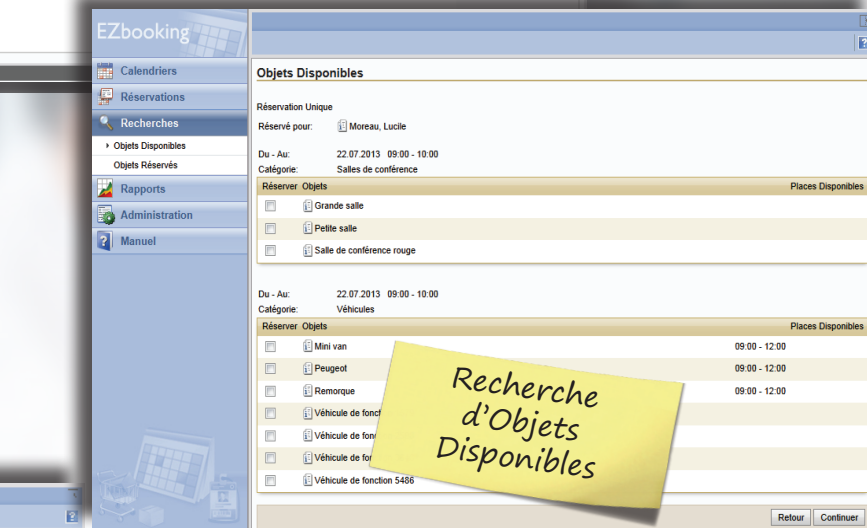 EZbooking
Calendriers
Réservations
Recherches
Objets Disponibles
Objets Réservés
Rapports
Administration
Manuel
Objets Disponibles
Réservation Unique
Réservé pour: Moreau, Lucile
Du - Au: 22.07.2013 09:00 - 10:00
Catégorie: Salles de conférence
Réserver Objets Places Disponibles
Grande salle
Petite salle
Salle de conférence rouge
Du - Au: 22.07.2013 09:00 - 10:00
Catégorie: Véhicules
Réserver Objets Places Disponibles
Mini van 09:00 - 12:00
Peugeot 09:00 - 12:00
Remorque 09:00 - 12:00
Véhicule de
Véhicule de
Véhicule de
Véhicule de fonction 5486
Recherche
d'Objets
Disponibles
Retour Continuer